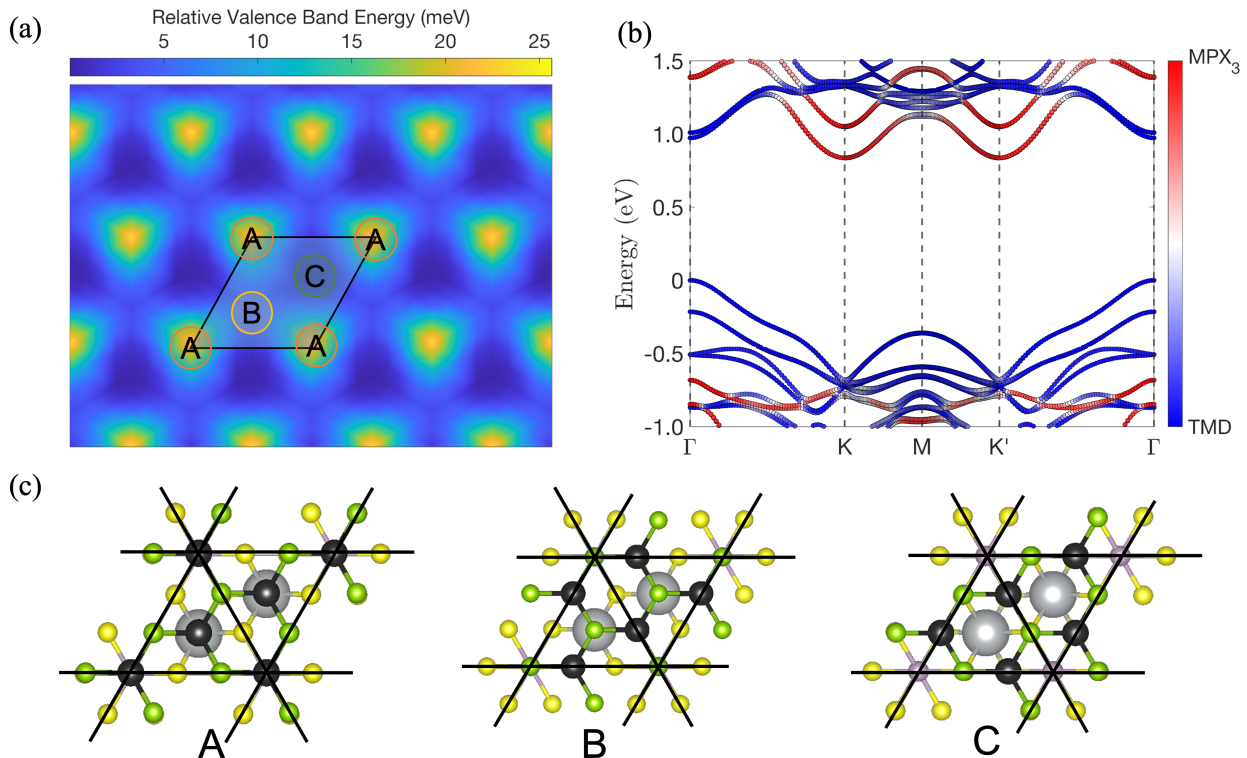 (a)
Relative Valence Band Energy (meV)
5 10 15 20 25
A A
C
B
A A
(b)
1.5
1.0
0.5
0
-0.5
-1.0
Energy (eV)
Γ K M K' Γ
MPX3
TMD
(c)
A B C